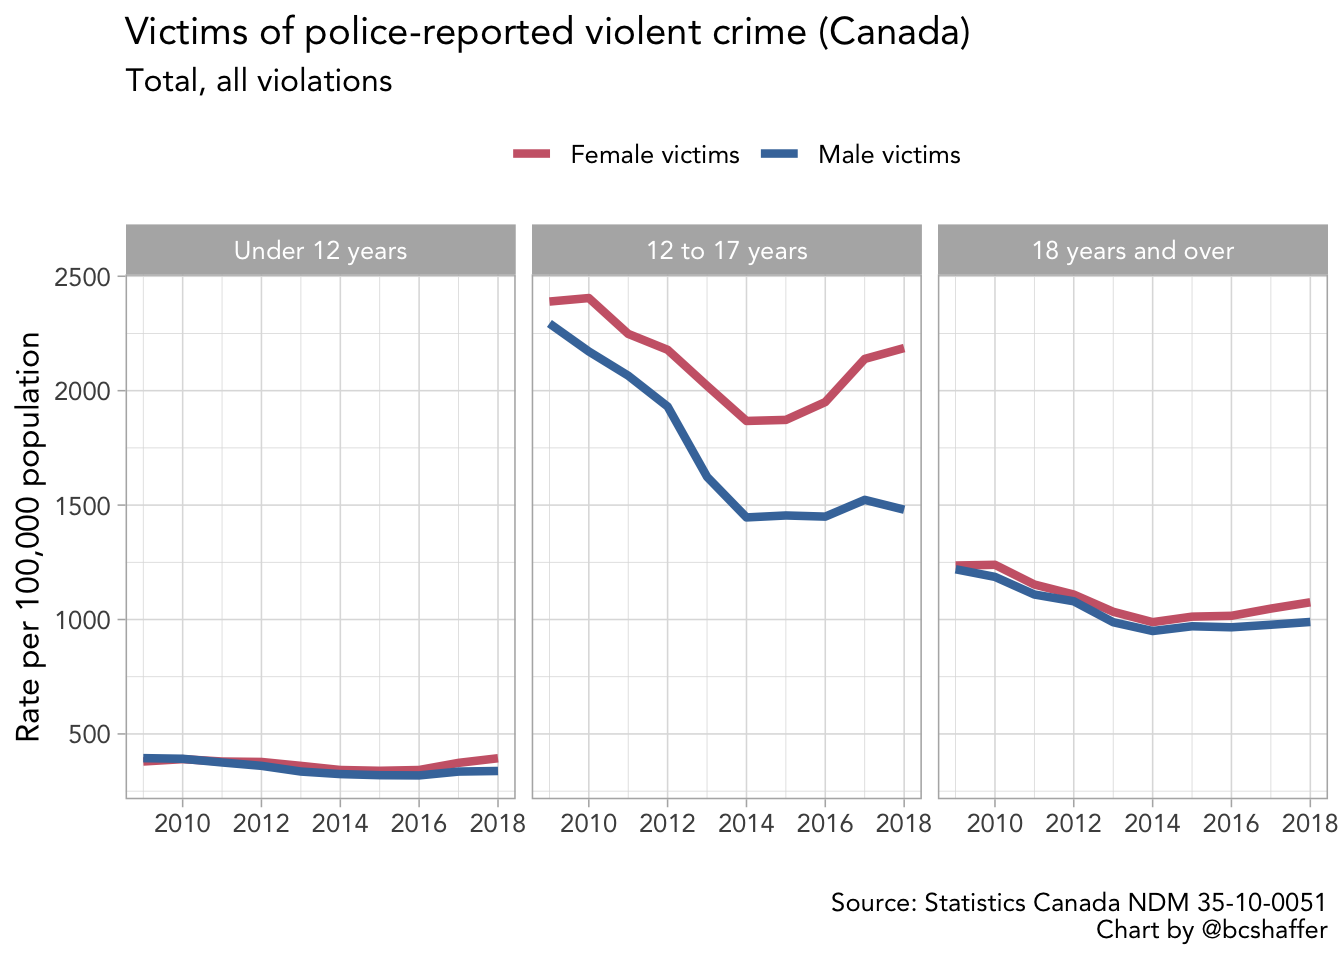 Victims of police-reported violent crime (Canada)
Total, all violations
Female victims Male victims
Under 12 years 12 to 17 years 18 years and over
Rate per 100,000 population
2500
2000
1500
1000
500
2010 2012 2014 2016 2018 2010 2012 2014 2016 2018 2010 2012 2014 2016 2018
Source: Statistics Canada NDM 35-10-0051
Chart by @bcshaffer